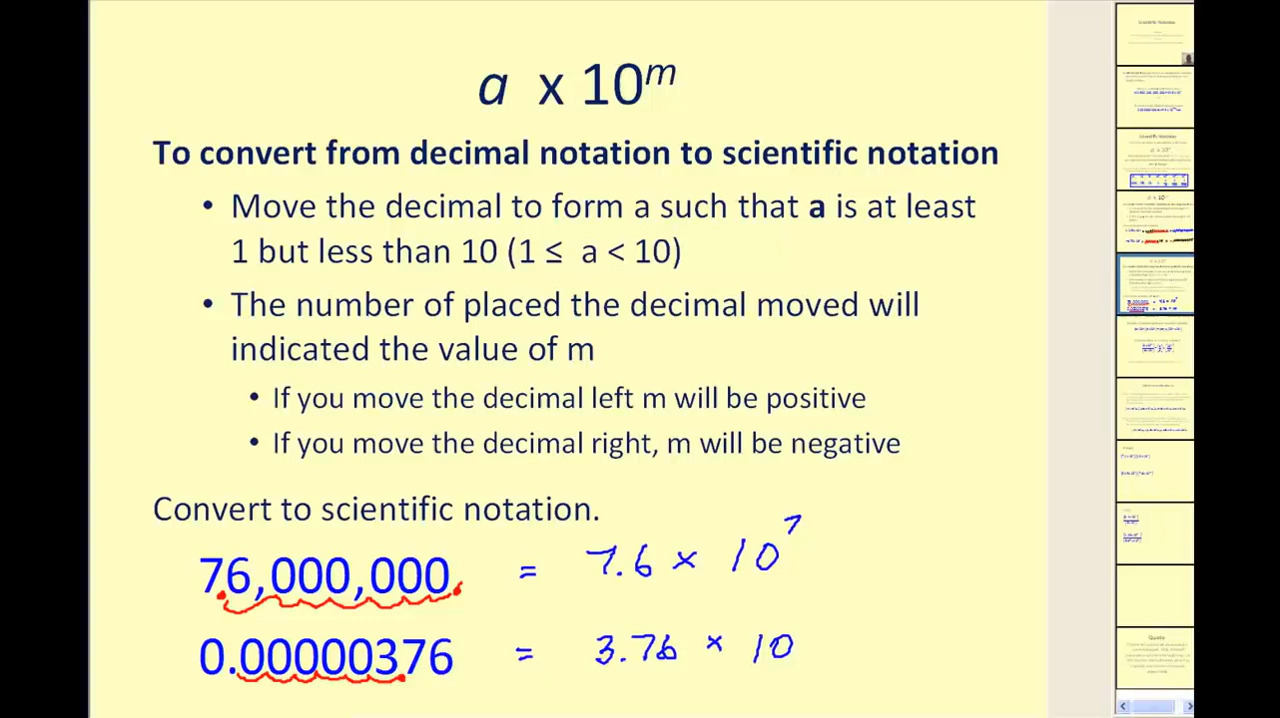 a x 10^m
To convert from decimal notation to scientific notation
• Move the decimal to form a such that a is at least
1 but less than 10 (1 ≤ a < 10)
• The number of placed the decimal moved will
indicated the value of m
• If you move the decimal left m will be positive
• If you move the decimal right, m will be negative
Convert to scientific notation.
76,000,000. = 7.6 × 10^7
0.00000376 = 3.76 × 10